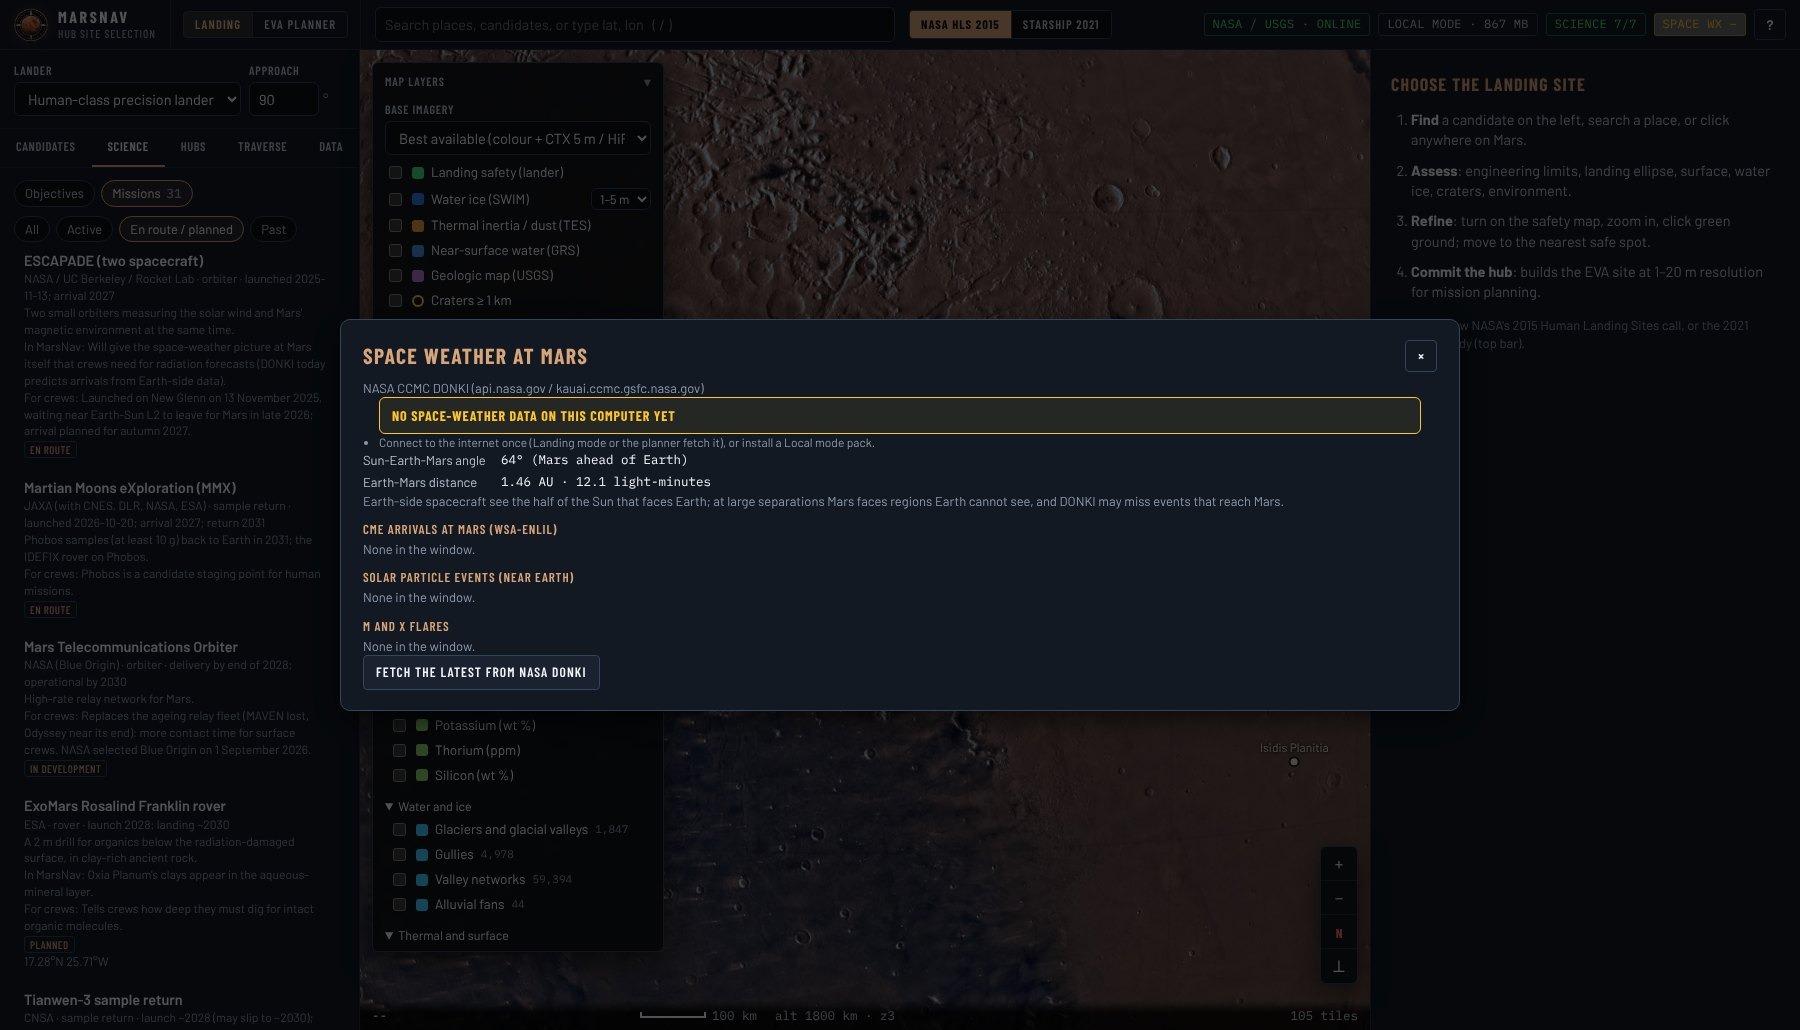 MARSNAV
HUB SITE SELECTION
LANDING
EVA PLANNER
Search places, candidates, or type lat, lon ( / )
NASA HLS 2015
STARSHIP 2021
NASA / USGS · ONLINE
LOCAL MODE · 867 MB
SCIENCE 7/7
SPACE WX —
?
LANDER
APPROACH
Human-class precision lander
90
°
CANDIDATES
SCIENCE
HUBS
TRAVERSE
DATA
Objectives
Missions 31
All
Active
En route / planned
Past
ESCAPADE (two spacecraft)
NASA / UC Berkeley / Rocket Lab · orbiter · launched 2025-
11-13; arrival 2027
Two small orbiters measuring the solar wind and Mars'
magnetic environment at the same time.
In MarsNav: Will give the space-weather picture at Mars
itself that crews need for radiation forecasts (DONKI today
predicts arrivals from Earth-side data).
For crews: Launched on New Glenn on 13 November 2025,
waiting near Earth-Sun L2 to leave for Mars in late 2026;
arrival planned for autumn 2027.
EN ROUTE
Martian Moons eXploration (MMX)
JAXA (with CNES, DLR, NASA, ESA) · sample return ·
launched 2026-10-20; arrival 2027; return 2031
Phobos samples (at least 10 g) back to Earth in 2031; the
IDEFIX rover on Phobos.
For crews: Phobos is a candidate staging point for human
missions.
EN ROUTE
Mars Telecommunications Orbiter
NASA (Blue Origin) · orbiter · delivery by end of 2028;
operational by 2030
High-rate relay network for Mars.
For crews: Replaces the ageing relay fleet (MAVEN lost,
Odyssey near its end): more contact time for surface
crews. NASA selected Blue Origin on 1 September 2026.
IN DEVELOPMENT
ExoMars Rosalind Franklin rover
ESA · rover · launch 2028; landing ~2030
A 2 m drill for organics below the radiation-damaged
surface, in clay-rich ancient rock.
In MarsNav: Oxia Planum's clays appear in the aqueous-
mineral layer.
For crews: Tells crews how deep they must dig for intact
organic molecules.
PLANNED
17.28°N 25.71°W
Tianwen-3 sample return
CNSA · sample return · launch ~2028 (may slip to ~2030);
MAP LAYERS
BASE IMAGERY
Best available (colour + CTX 5 m / HiF
Landing safety (lander)
Water ice (SWIM)
1–5 m
Thermal inertia / dust (TES)
Near-surface water (GRS)
Geologic map (USGS)
Craters ≥ 1 km
SPACE WEATHER AT MARS
×
NASA CCMC DONKI (api.nasa.gov / kauai.ccmc.gsfc.nasa.gov)
NO SPACE-WEATHER DATA ON THIS COMPUTER YET
• Connect to the internet once (Landing mode or the planner fetch it), or install a Local mode pack.
Sun-Earth-Mars angle 64° (Mars ahead of Earth)
Earth-Mars distance 1.46 AU · 12.1 light-minutes
Earth-side spacecraft see the half of the Sun that faces Earth; at large separations Mars faces regions Earth cannot see, and DONKI may miss events that reach Mars.
CME ARRIVALS AT MARS (WSA-ENLIL)
None in the window.
SOLAR PARTICLE EVENTS (NEAR EARTH)
None in the window.
M AND X FLARES
None in the window.
FETCH THE LATEST FROM NASA DONKI
Potassium (wt %)
Thorium (ppm)
Silicon (wt %)
Water and ice
Glaciers and glacial valleys 1,847
Gullies 4,978
Valley networks 59,394
Alluvial fans 44
Thermal and surface
Isidis Planitia
+
−
N
--
100 km
alt 1800 km · z3
105 tiles
CHOOSE THE LANDING SITE
1. Find a candidate on the left, search a place, or click
anywhere on Mars.
2. Assess: engineering limits, landing ellipse, surface, water
ice, craters, environment.
3. Refine: turn on the safety map, zoom in, click green
ground; move to the nearest safe spot.
4. Commit the hub: builds the EVA site at 1–20 m resolution
for mission planning.
NASA's 2015 Human Landing Sites call, or the 2021
(top bar).